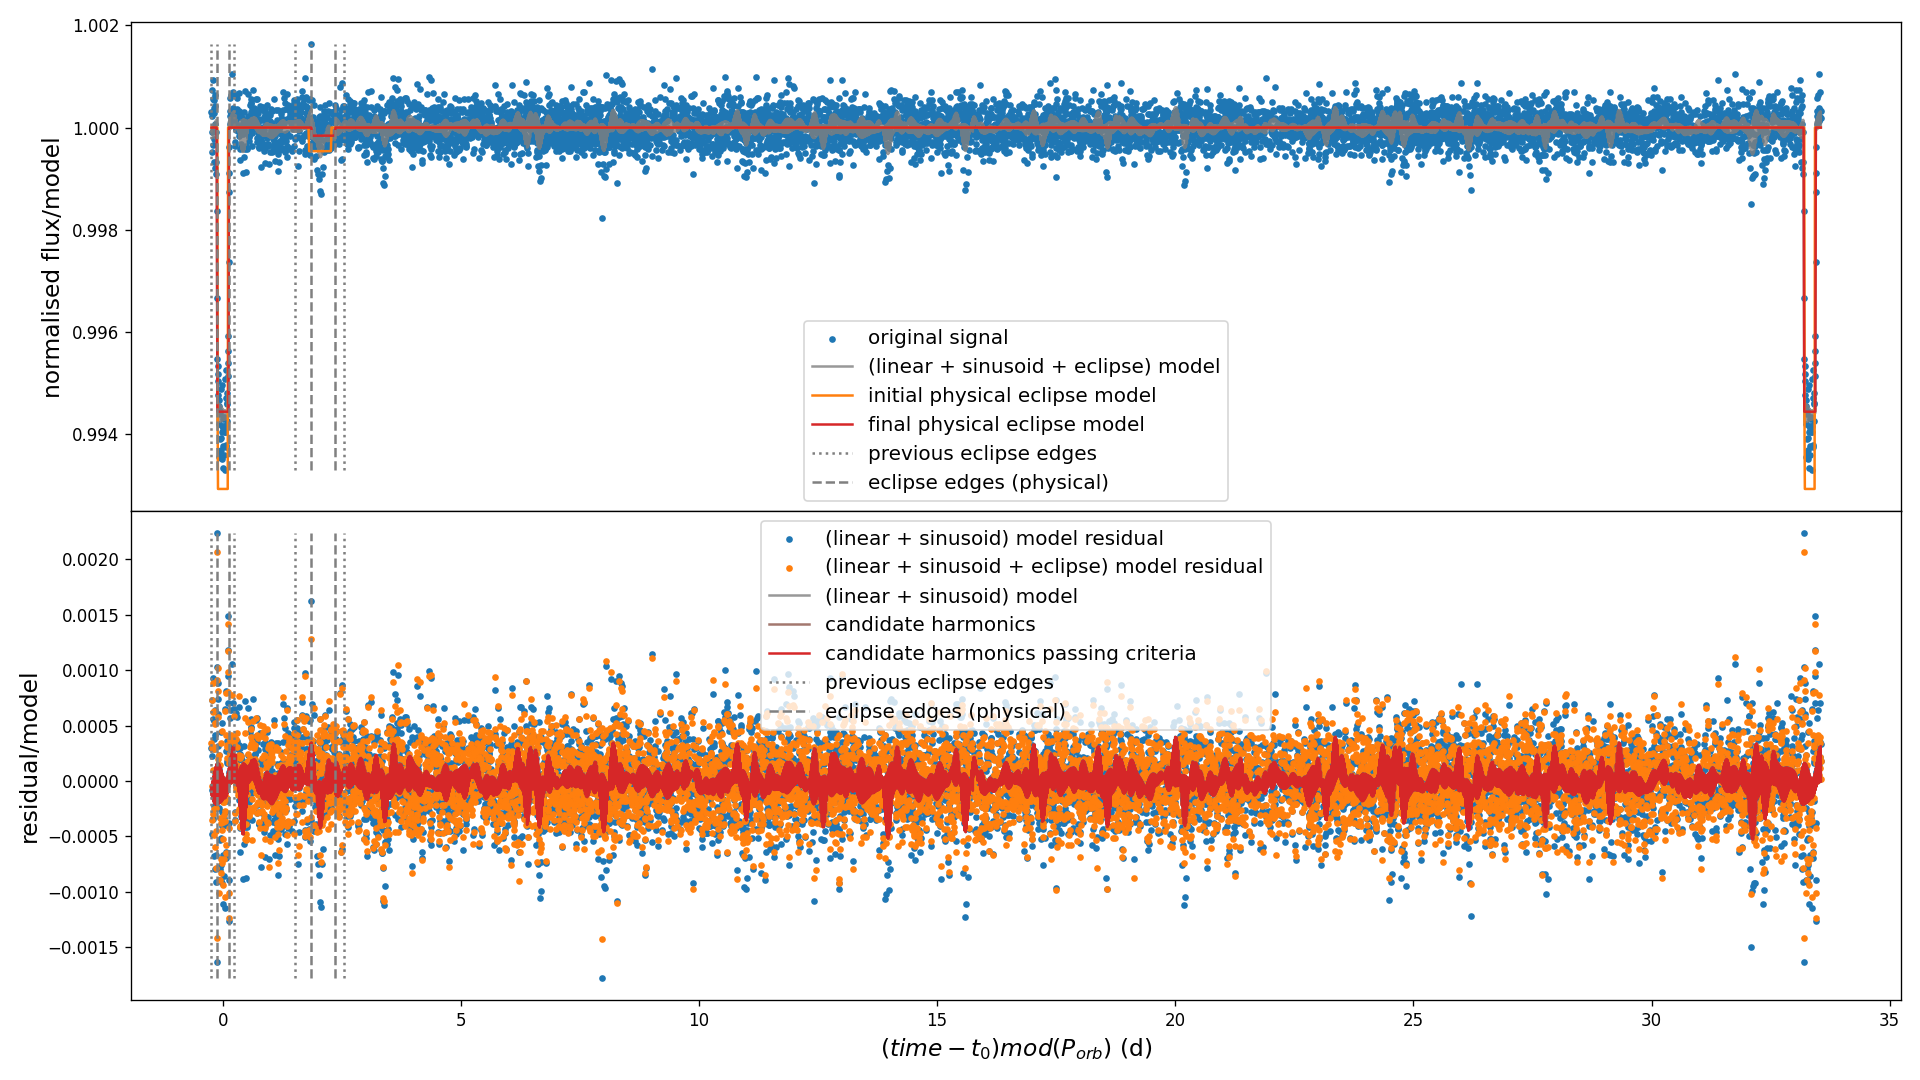 1.002
1.000
0.998
0.996
0.994
normalised flux/model
original signal
(linear + sinusoid + eclipse) model
initial physical eclipse model
final physical eclipse model
previous eclipse edges
eclipse edges (physical)
0.0020
0.0015
0.0010
0.0005
0.0000
−0.0005
−0.0010
−0.0015
residual/model
(linear + sinusoid) model residual
(linear + sinusoid + eclipse) model residual
(linear + sinusoid) model
candidate harmonics
candidate harmonics passing criteria
previous eclipse edges
eclipse edges (physical)
0 5 10 15 20 25 30 35
(time − t₀)mod(P_orb) (d)